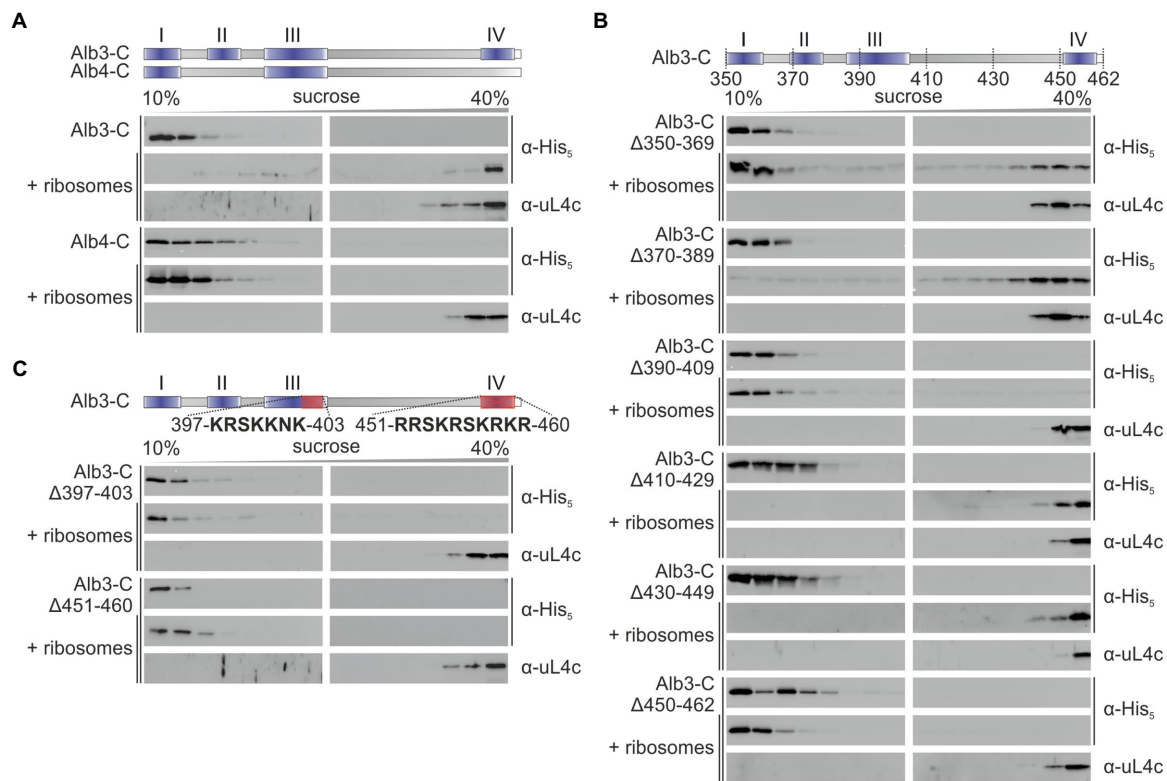 A
I II III IV
Alb3-C
Alb4-C
10% sucrose 40%
Alb3-C
α-His5
+ ribosomes
α-uL4c
Alb4-C
α-His5
+ ribosomes
α-uL4c
C
I II III IV
Alb3-C
397-KRSKKNK-403 451-RRSKRSKRKR-460
10% sucrose 40%
Alb3-C
Δ397-403
α-His5
+ ribosomes
α-uL4c
Alb3-C
Δ451-460
α-His5
+ ribosomes
α-uL4c
B
I II III IV
Alb3-C
350 370 390 410 430 450 462
10% sucrose 40%
Alb3-C
Δ350-369
α-His5
+ ribosomes
α-uL4c
Alb3-C
Δ370-389
α-His5
+ ribosomes
α-uL4c
Alb3-C
Δ390-409
α-His5
+ ribosomes
α-uL4c
Alb3-C
Δ410-429
α-His5
+ ribosomes
α-uL4c
Alb3-C
Δ430-449
α-His5
+ ribosomes
α-uL4c
Alb3-C
Δ450-462
α-His5
+ ribosomes
α-uL4c